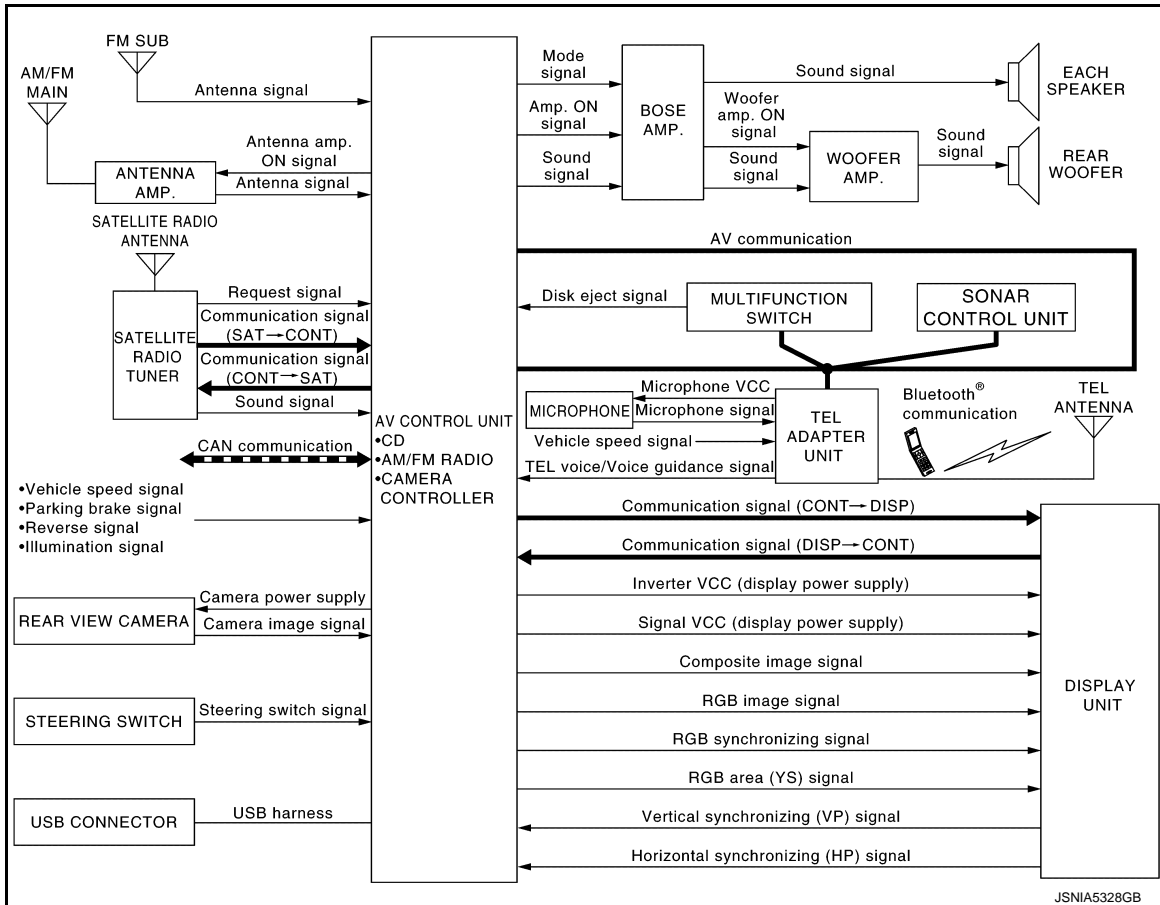 FM SUB
AM/FM
MAIN
Antenna signal
Antenna amp.
ON signal
ANTENNA
AMP.
Antenna signal
SATELLITE RADIO
ANTENNA
Request signal
Communication signal
(SAT→CONT)
SATELLITE
RADIO
TUNER
Communication signal
(CONT→SAT)
Sound signal
CAN communication
•Vehicle speed signal
•Parking brake signal
•Reverse signal
•Illumination signal
REAR VIEW CAMERA
Camera power supply
Camera image signal
STEERING SWITCH
Steering switch signal
USB CONNECTOR
USB harness
AV CONTROL UNIT
•CD
•AM/FM RADIO
•CAMERA
CONTROLLER
Mode
signal
Amp. ON
signal
Sound
signal
BOSE
AMP.
Sound signal
Woofer
amp. ON
signal
Sound
signal
WOOFER
AMP.
Sound
signal
EACH
SPEAKER
REAR
WOOFER
AV communication
Disk eject signal
MULTIFUNCTION
SWITCH
SONAR
CONTROL UNIT
MICROPHONE
Microphone VCC
Microphone signal
Vehicle speed signal
TEL voice/Voice guidance signal
TEL
ADAPTER
UNIT
Bluetooth®
communication
TEL
ANTENNA
Communication signal (CONT→DISP)
Communication signal (DISP→CONT)
Inverter VCC (display power supply)
Signal VCC (display power supply)
Composite image signal
RGB image signal
RGB synchronizing signal
RGB area (YS) signal
Vertical synchronizing (VP) signal
Horizontal synchronizing (HP) signal
DISPLAY
UNIT
JSNIA5328GB